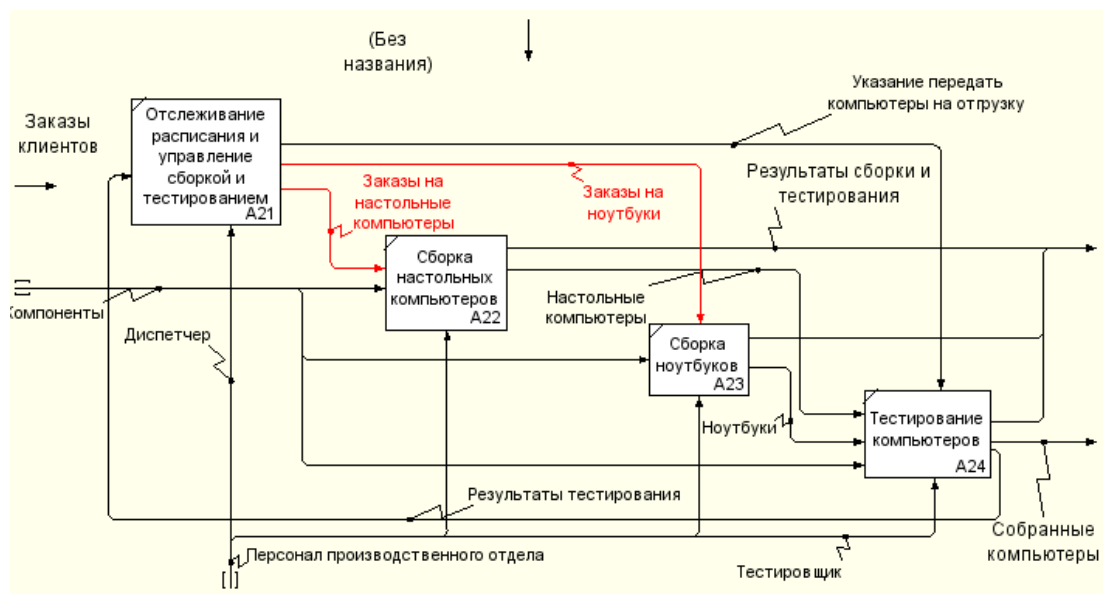 (Без
названия)
Указание передать
компьютеры на отгрузку
Заказы
клиентов
Отслеживание
расписания и
управление
сборкой и
тестированием
A21
Заказы на
настольные
компьютеры
Заказы на
ноутбуки
Результаты сборки и
тестирования
Сборка
настольных
компьютеров
A22
Компоненты
Настольные
компьютеры
Диспетчер
Сборка
ноутбуков
A23
Ноутбуки
Тестирование
компьютеров
A24
Результаты тестирования
Собранные
компьютеры
Персонал производственного отдела
Тестировщик